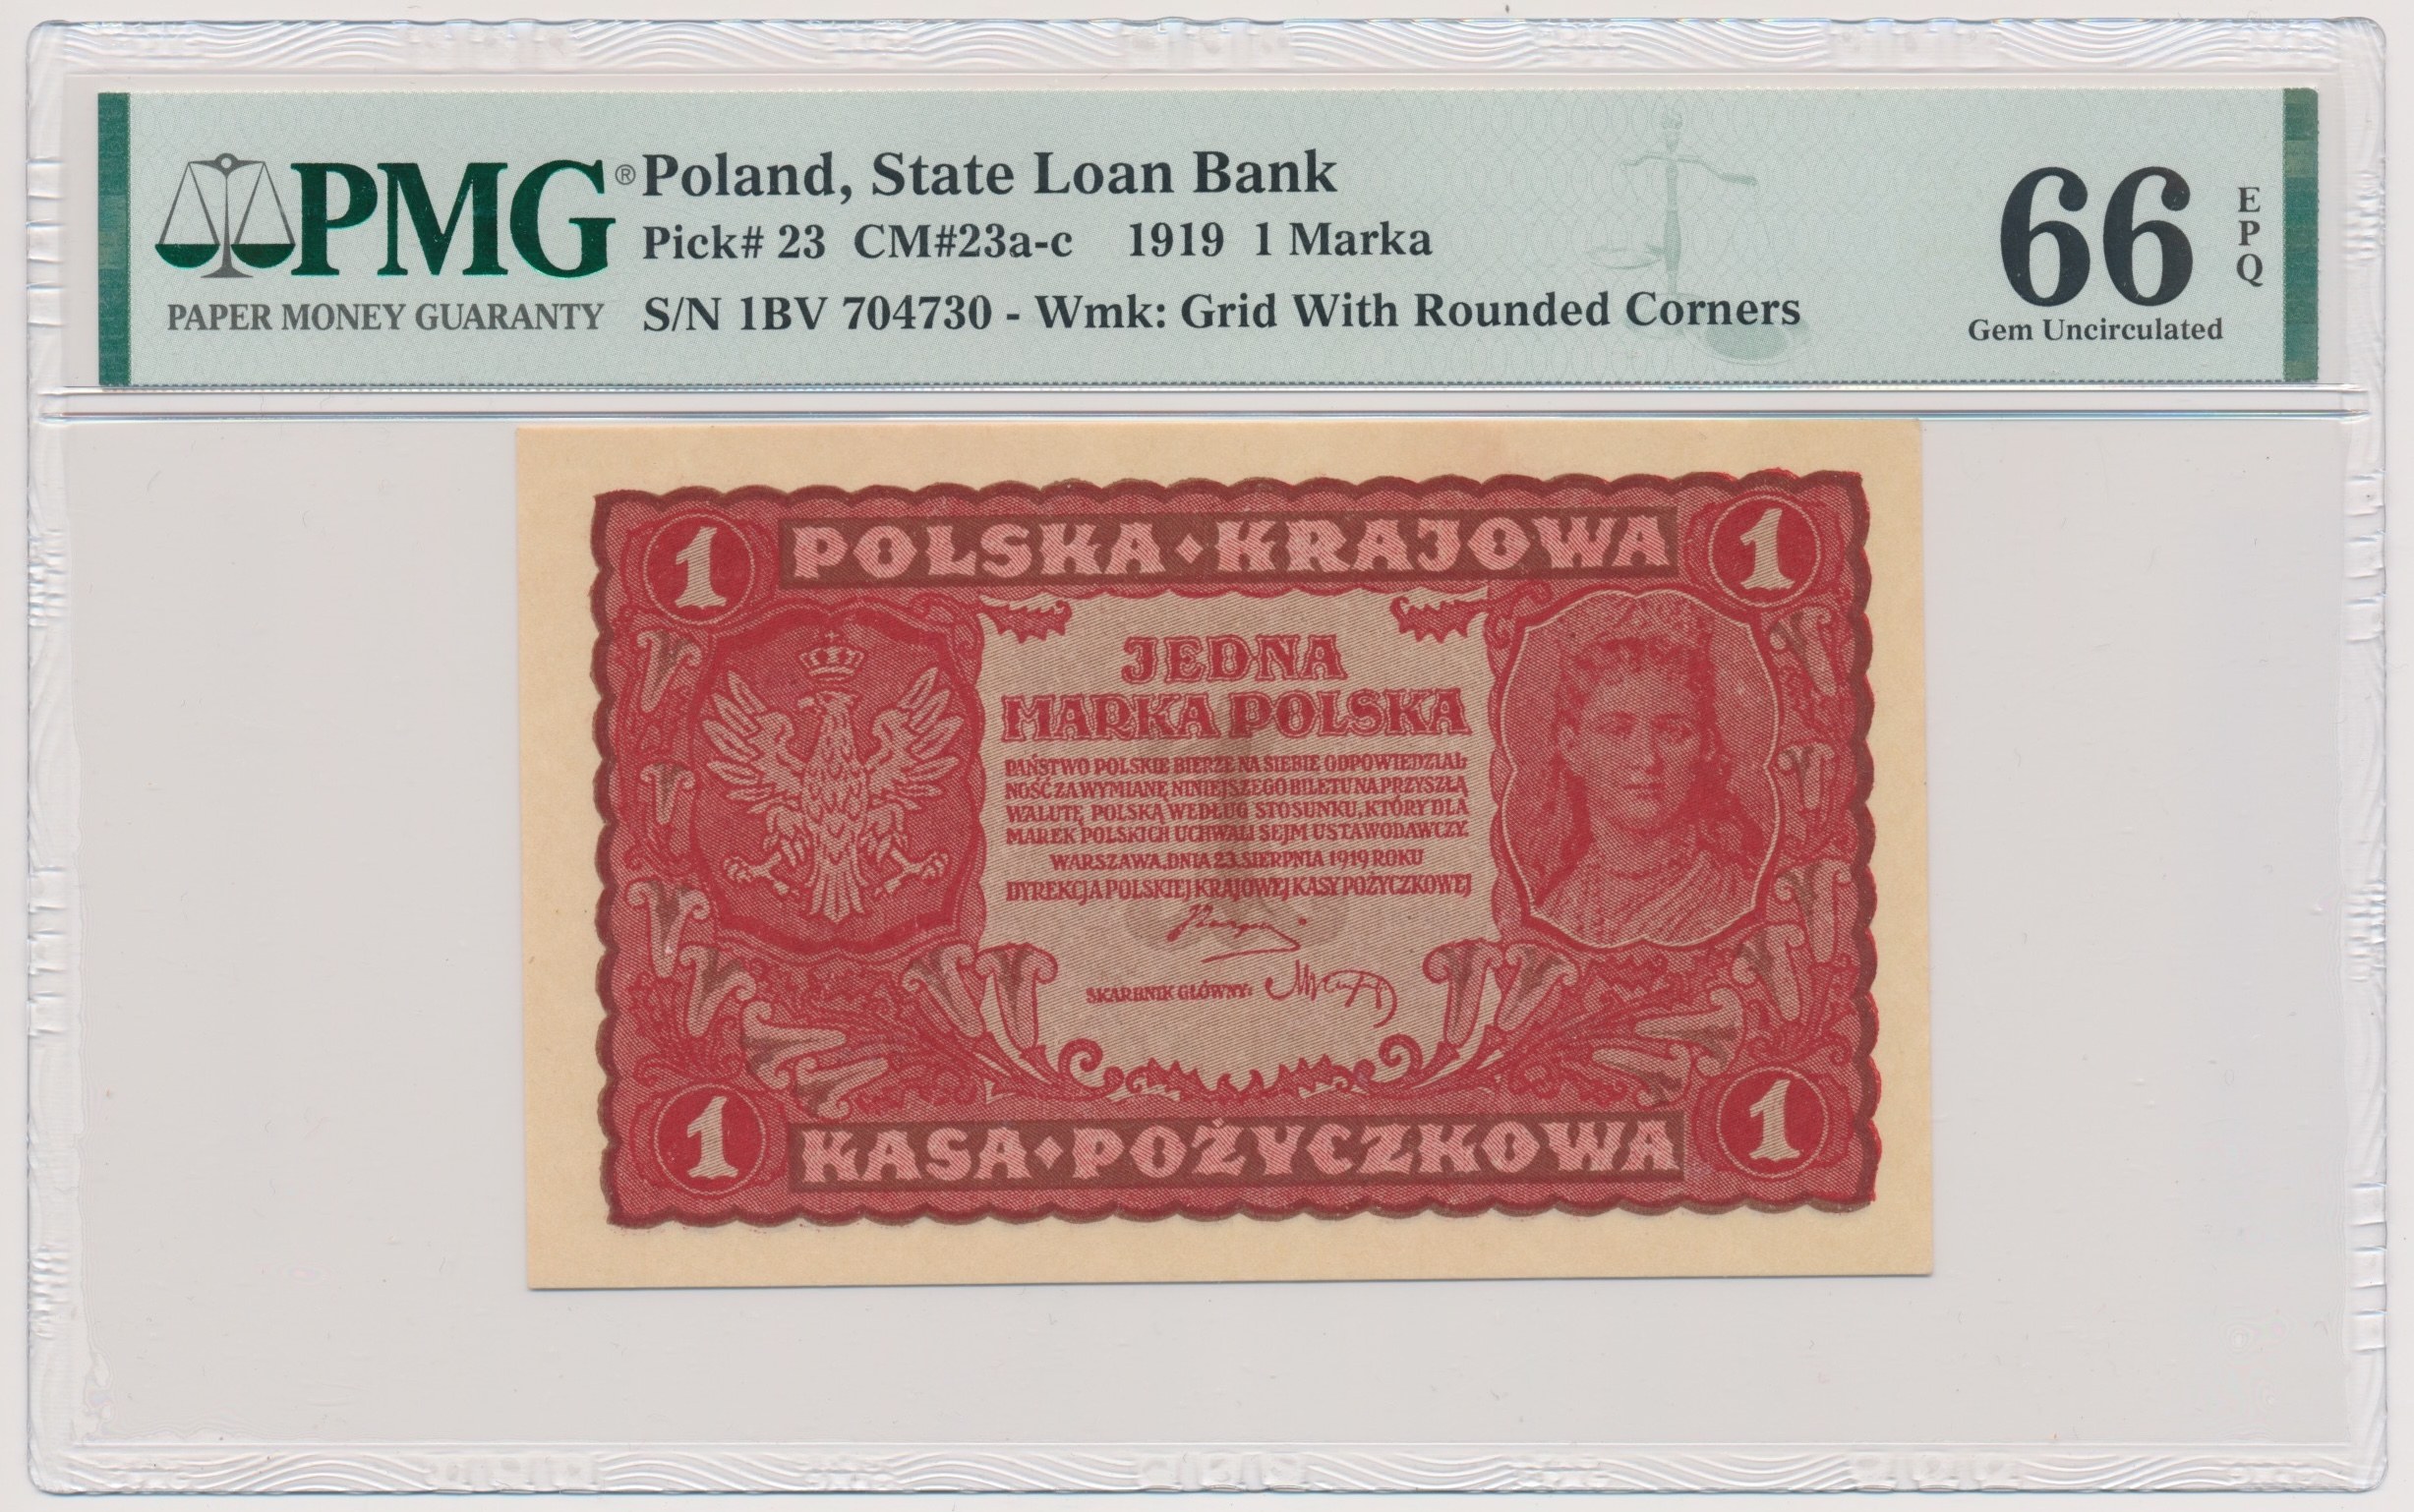 PMG®
PAPER MONEY GUARANTY
Poland, State Loan Bank
Pick# 23 CM#23a-c 1919 1 Marka
S/N 1BV 704730 - Wmk: Grid With Rounded Corners
66
EPQ
Gem Uncirculated
1 POLSKA·KRAJOWA 1
JEDNA
MARKA POLSKA
PAŃSTWO POLSKIE BIERZE NA SIEBIE ODPOWIEDZIAL
NOŚĆ ZA WYMIANĘ NINIEJSZEGO BILETU NA PRZYSZŁĄ
WALUTĘ POLSKĄ WEDŁUG STOSUNKU, KTÓRY DLA
MAREK POLSKICH UCHWALI SEJM USTAWODAWCZY.
WARSZAWA, DNIA 23. SIERPNIA 1919 ROKU
DYREKCJA POLSKIEJ KRAJOWEJ KASY POŻYCZKOWEJ
SKARBNIK GŁÓWNY:
1 KASA·POŻYCZKOWA 1